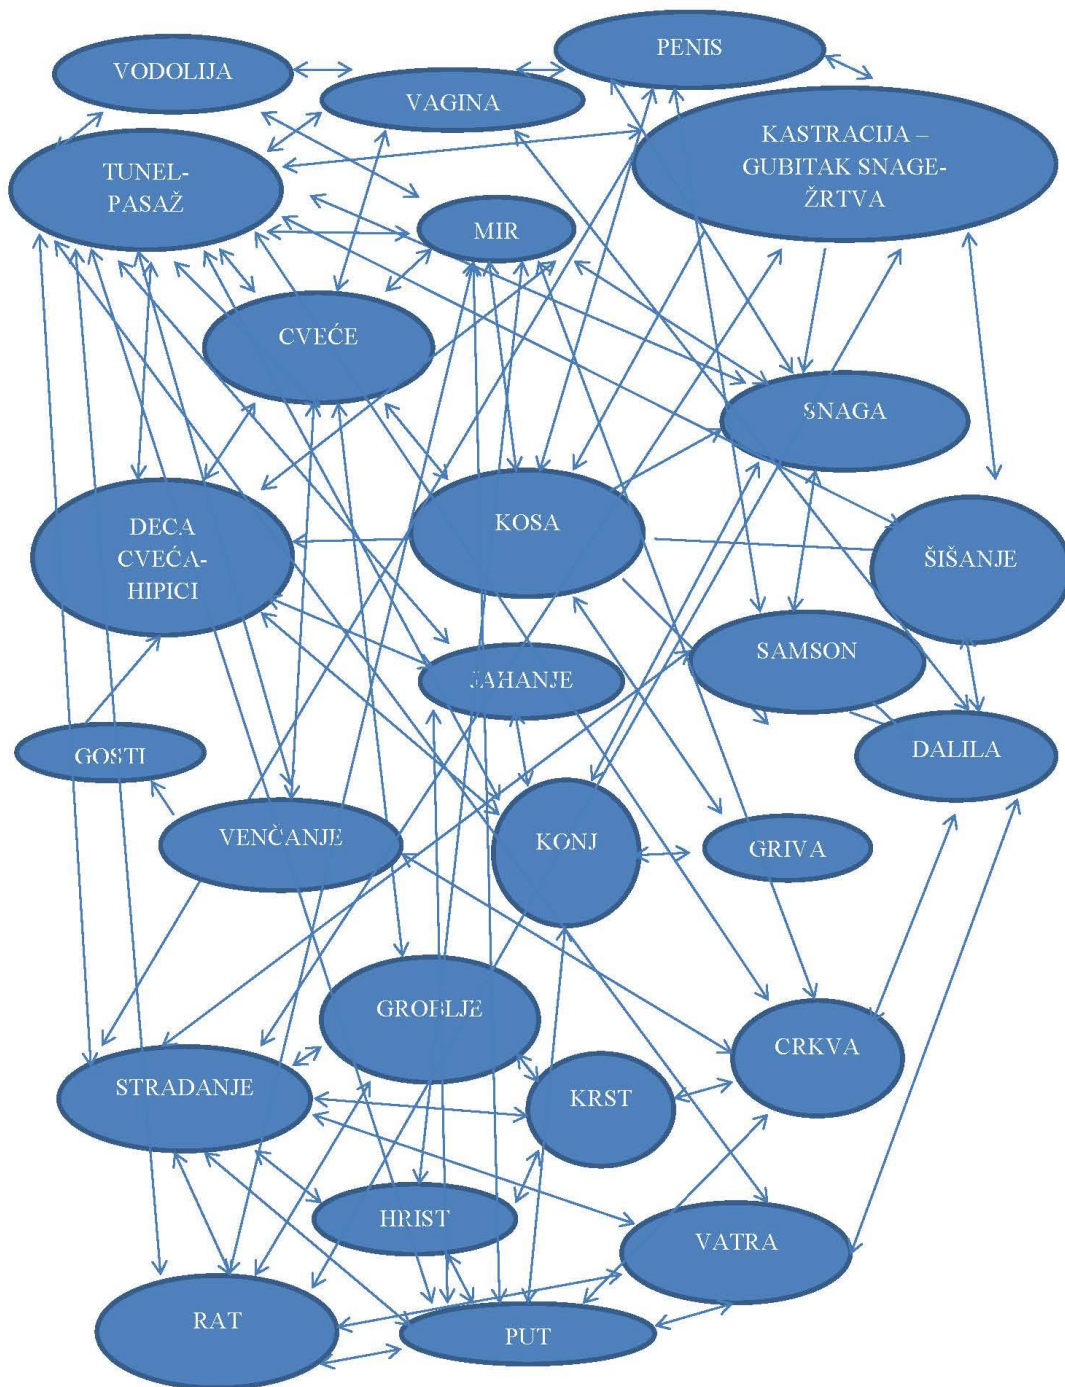 PENIS
VODOLIJA
VAGINA
KASTRACIJA –
GUBITAK SNAGE-
ŽRTVA
TUNEL-
PASAŽ
MIR
CVEĆE
SNAGA
KOSA
DECA
CVEĆA-
HIPICI
ŠIŠANJE
SAMSON
JAHANJE
GOSTI
DALILA
VENČANJE
KONJ
GRIVA
GROBLJE
CRKVA
STRADANJE
KRST
HRIST
VATRA
RAT
PUT